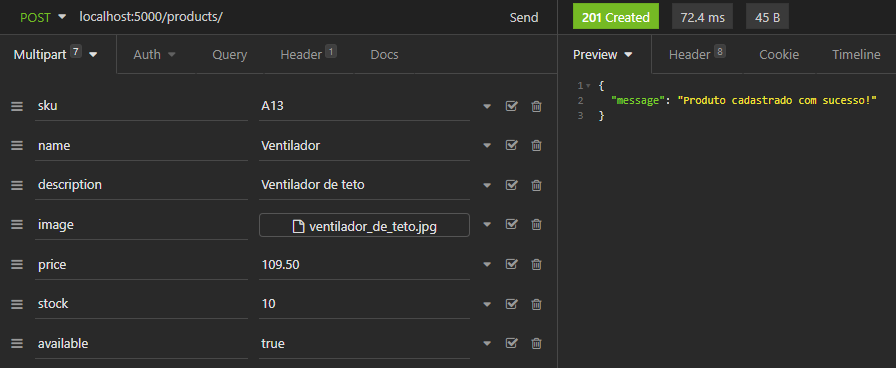 POST localhost:5000/products/ Send
201 Created 72.4 ms 45 B
Multipart 7 Auth Query Header 1 Docs
Preview Header 8 Cookie Timeline
sku A13
name Ventilador
description Ventilador de teto
image ventilador_de_teto.jpg
price 109.50
stock 10
available true
1 {
2 "message": "Produto cadastrado com sucesso!"
3 }